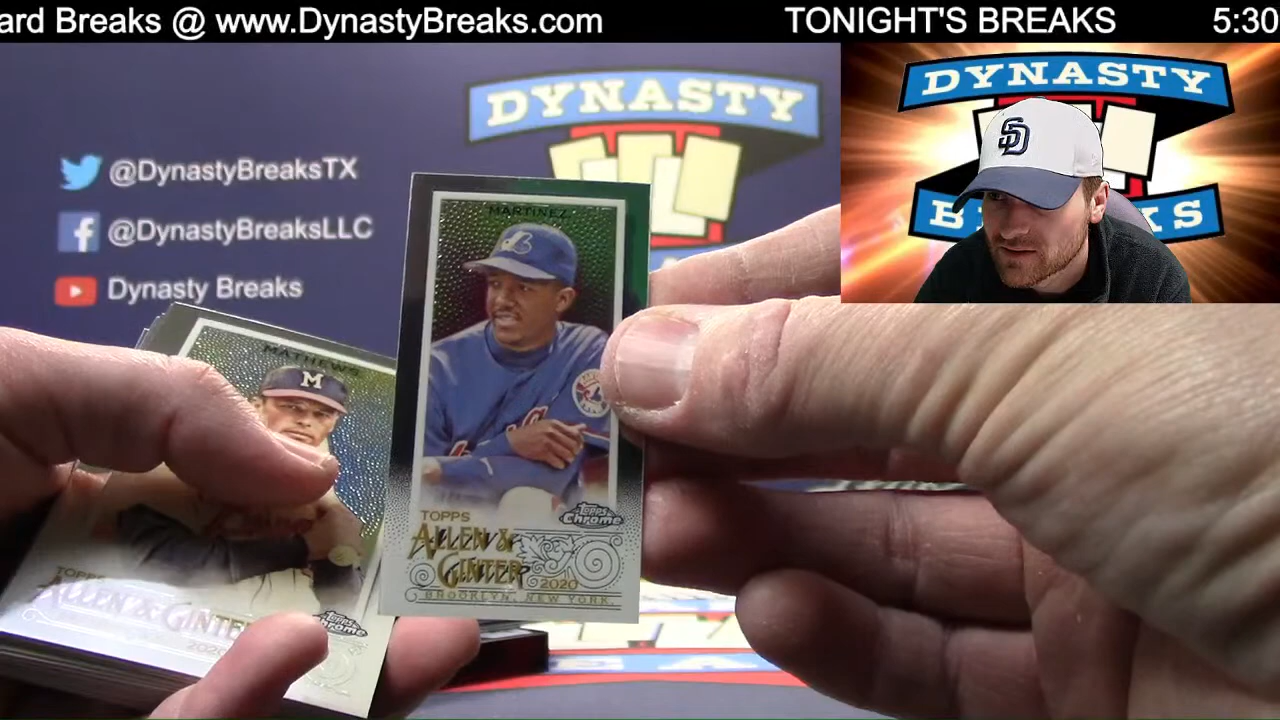 ard Breaks @ www.DynastyBreaks.com
TONIGHT'S BREAKS
5:30
DYNASTY
@DynastyBreaksTX
@DynastyBreaksLLC
Dynasty Breaks
DYNASTY
SD
MARTINEZ
MATHEWS
M
TOPPS
ALLEN &
GINTER
2020
BROOKLYN, NEW YORK.
TOPPS Chrome
TOPPS
ALLEN & GINTER
2020
TOPPS Chrome